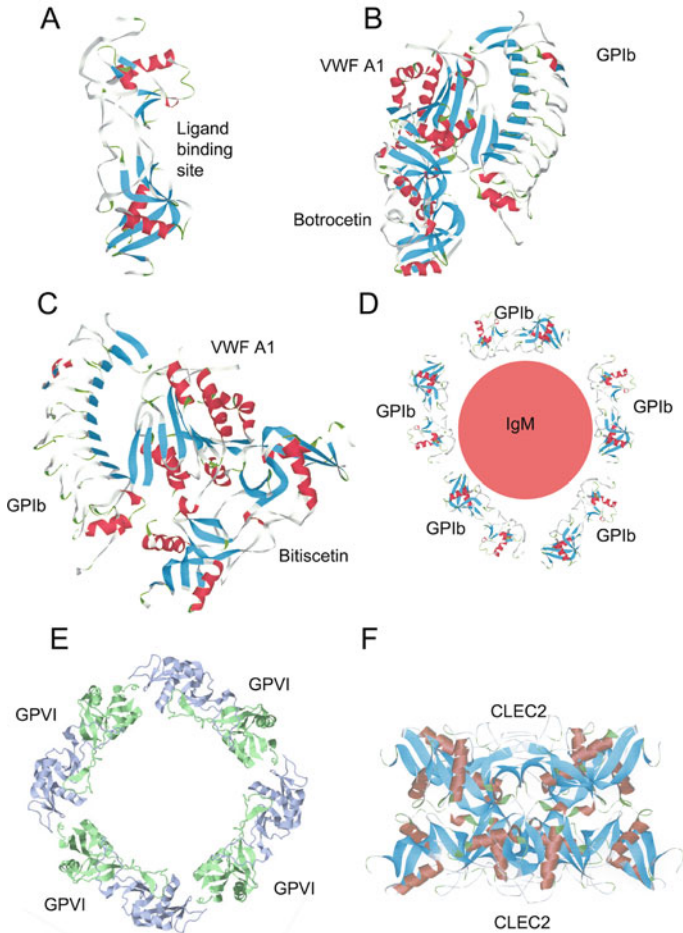 A
Ligand
binding
site
B
VWF A1
GPIb
Botrocetin
C
VWF A1
GPIb
Bitiscetin
D
GPIb
GPIb
GPIb
IgM
GPIb
GPIb
E
GPVI
GPVI
GPVI
GPVI
F
CLEC2
CLEC2